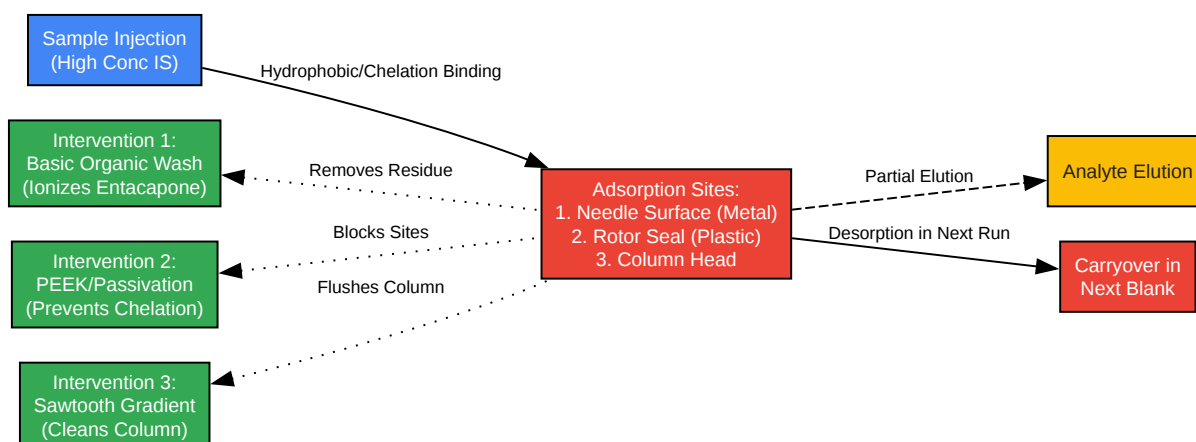 Sample Injection
(High Conc IS)
Hydrophobic/Chelation Binding
Intervention 1:
Basic Organic Wash
(Ionizes Entacapone)
Removes Residue
Intervention 2:
PEEK/Passivation
(Prevents Chelation)
Blocks Sites
Intervention 3:
Sawtooth Gradient
(Cleans Column)
Flushes Column
Adsorption Sites:
1. Needle Surface (Metal)
2. Rotor Seal (Plastic)
3. Column Head
Partial Elution
Analyte Elution
Desorption in Next Run
Carryover in
Next Blank